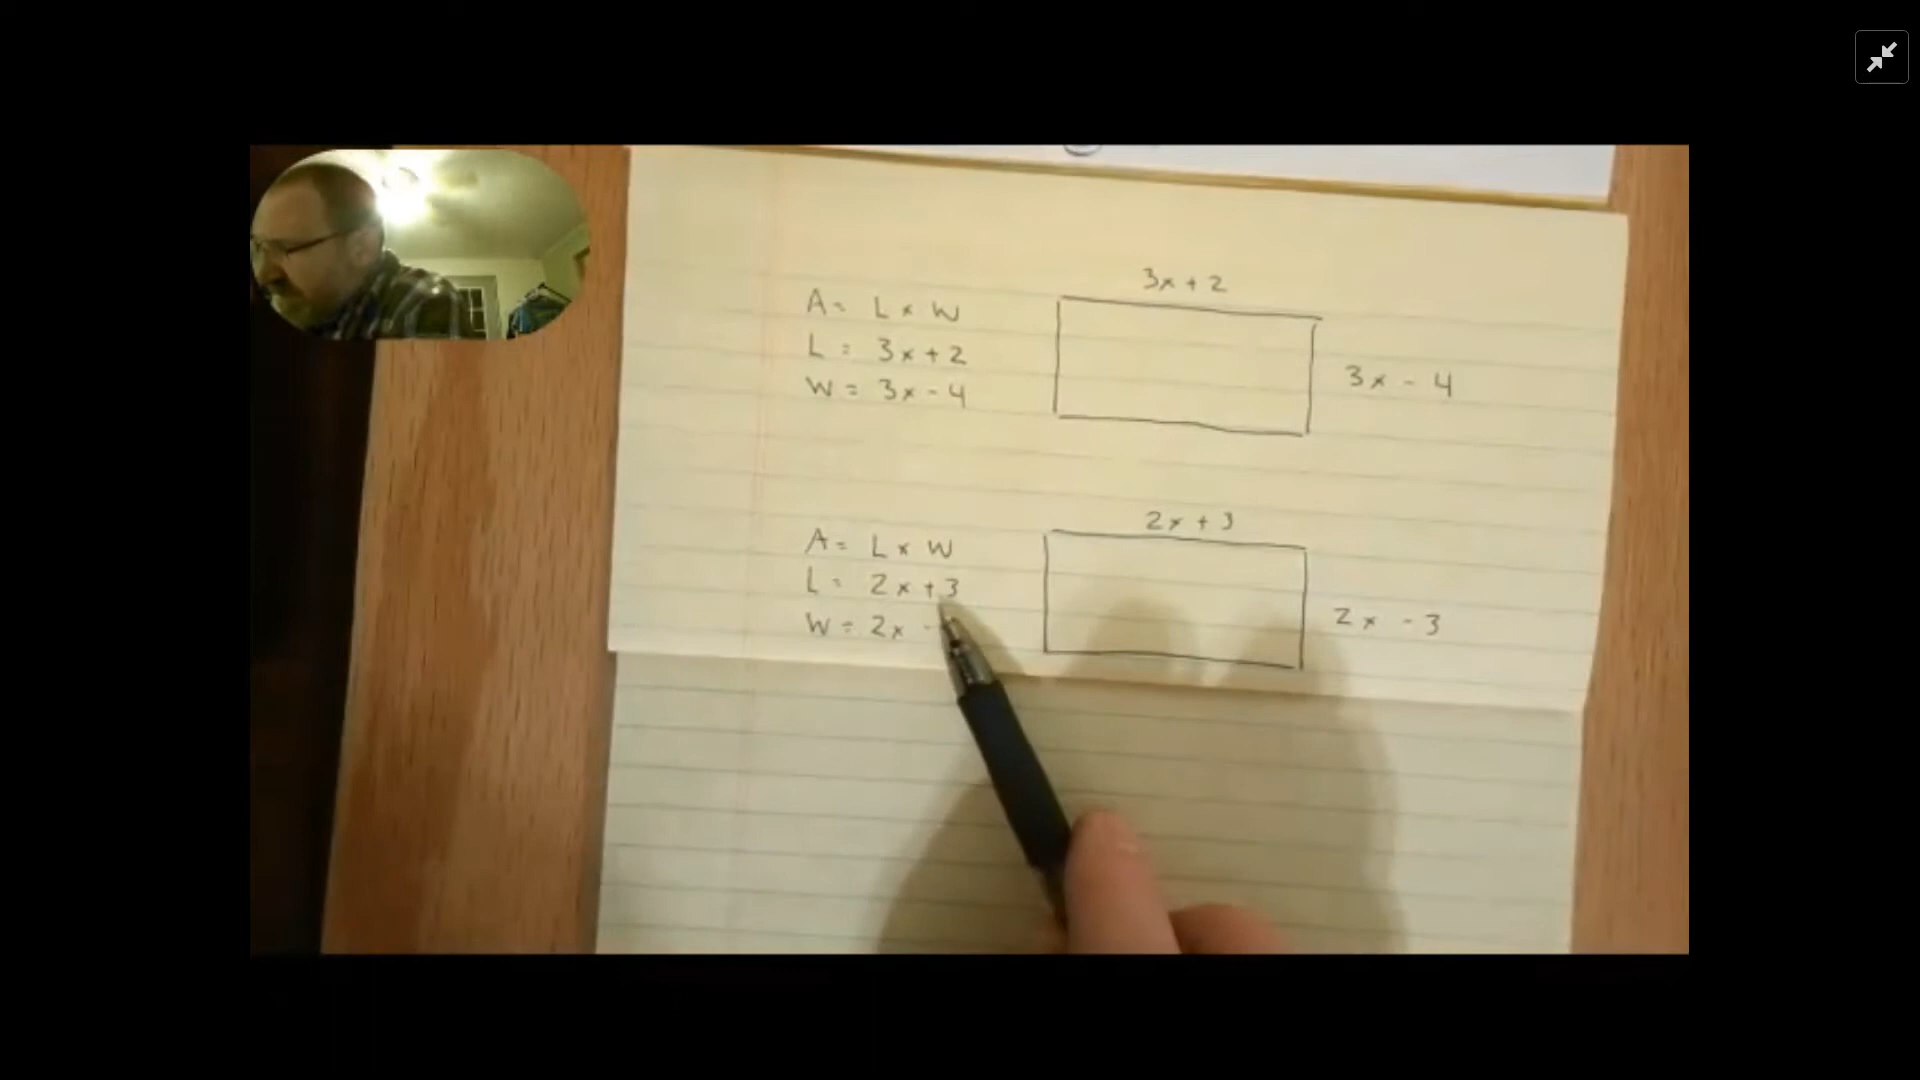 3x + 2
A = L x W
L = 3x + 2
W = 3x - 4
3x - 4
2x + 3
A = L x W
L = 2x + 3
W = 2x -
2x - 3